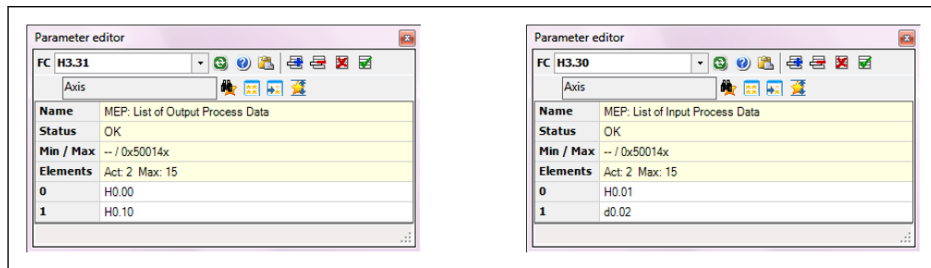 Parameter editor
FC H3.31
Axis
Name MEP: List of Output Process Data
Status OK
Min / Max -- / 0x50014x
Elements Act: 2 Max: 15
0 H0.00
1 H0.10
Parameter editor
FC H3.30
Axis
Name MEP: List of Input Process Data
Status OK
Min / Max -- / 0x50014x
Elements Act: 2 Max: 15
0 H0.01
1 d0.02